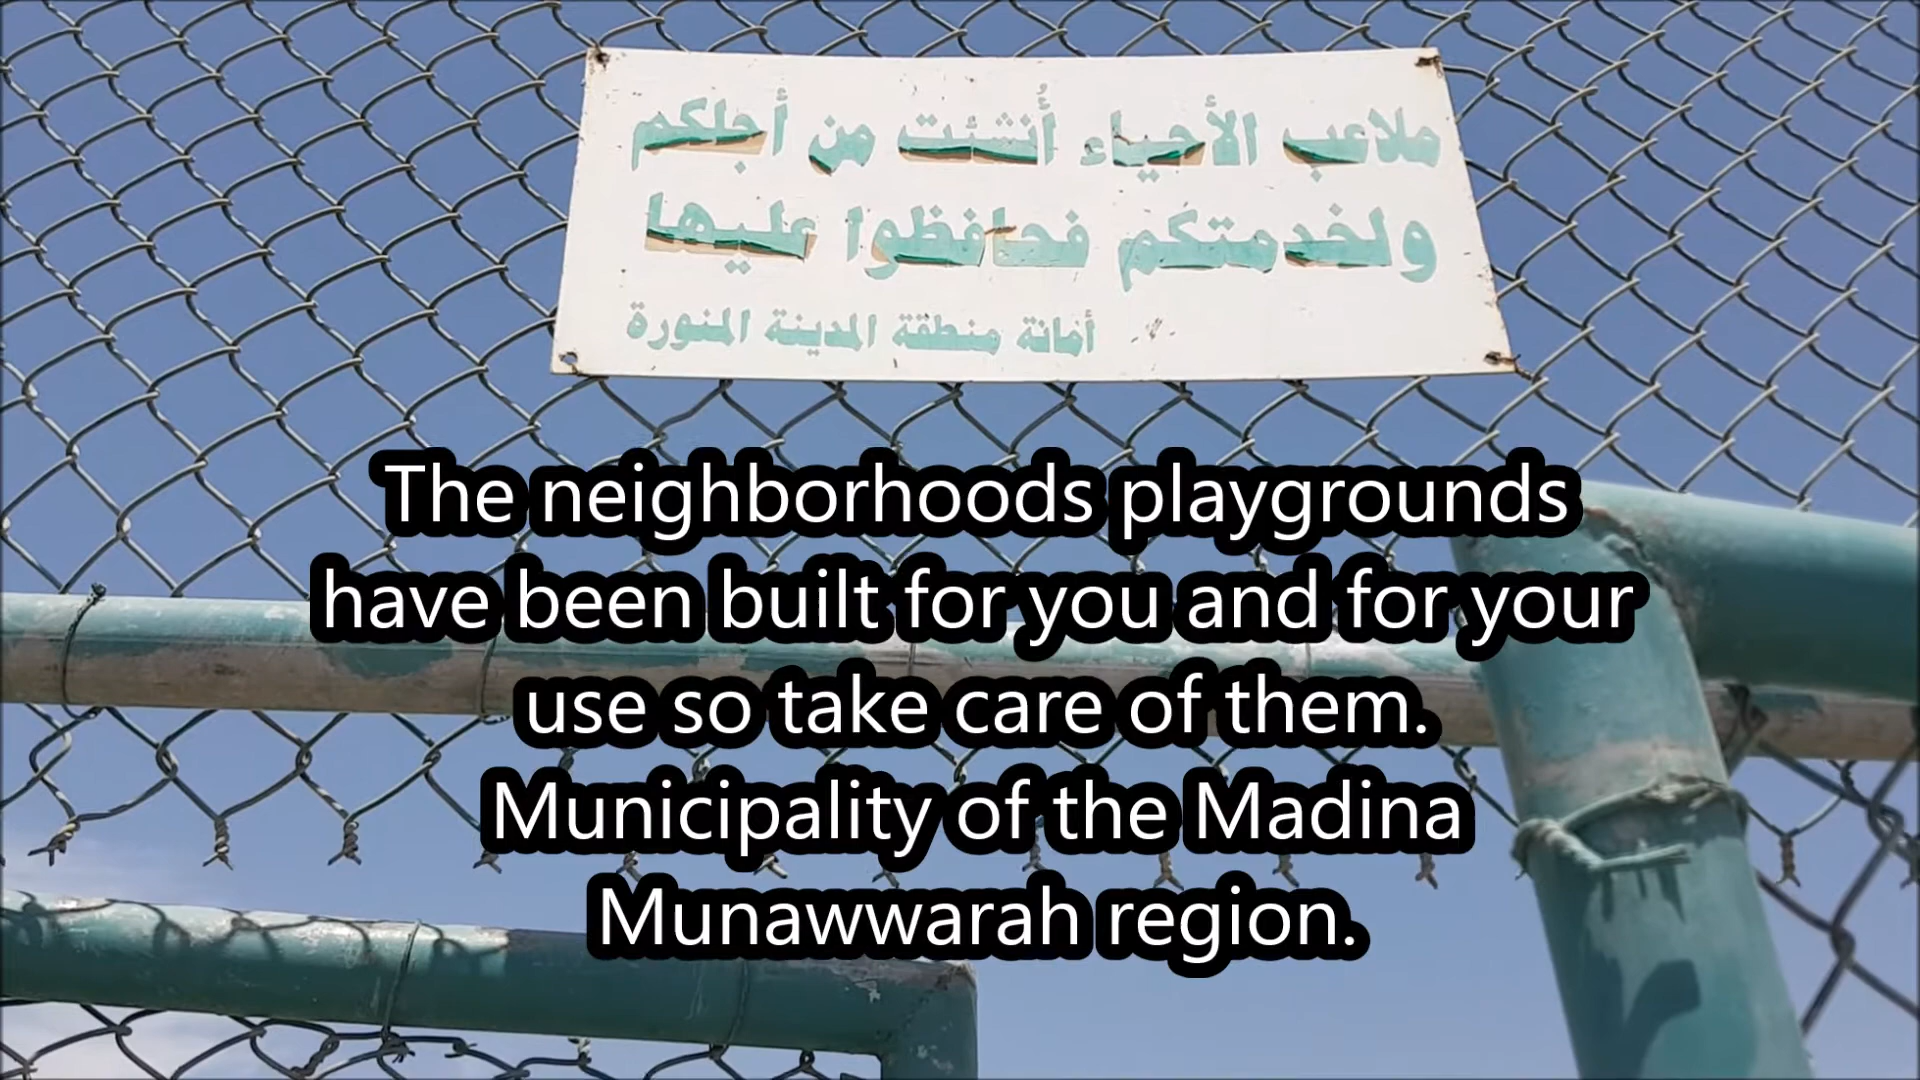 ملاعب الأحياء أُنشئت من أجلكم
ولخدمتكم فحافظوا عليها
أمانة منطقة المدينة المنورة
The neighborhoods playgrounds
have been built for you and for your
use so take care of them.
Municipality of the Madina
Munawwarah region.